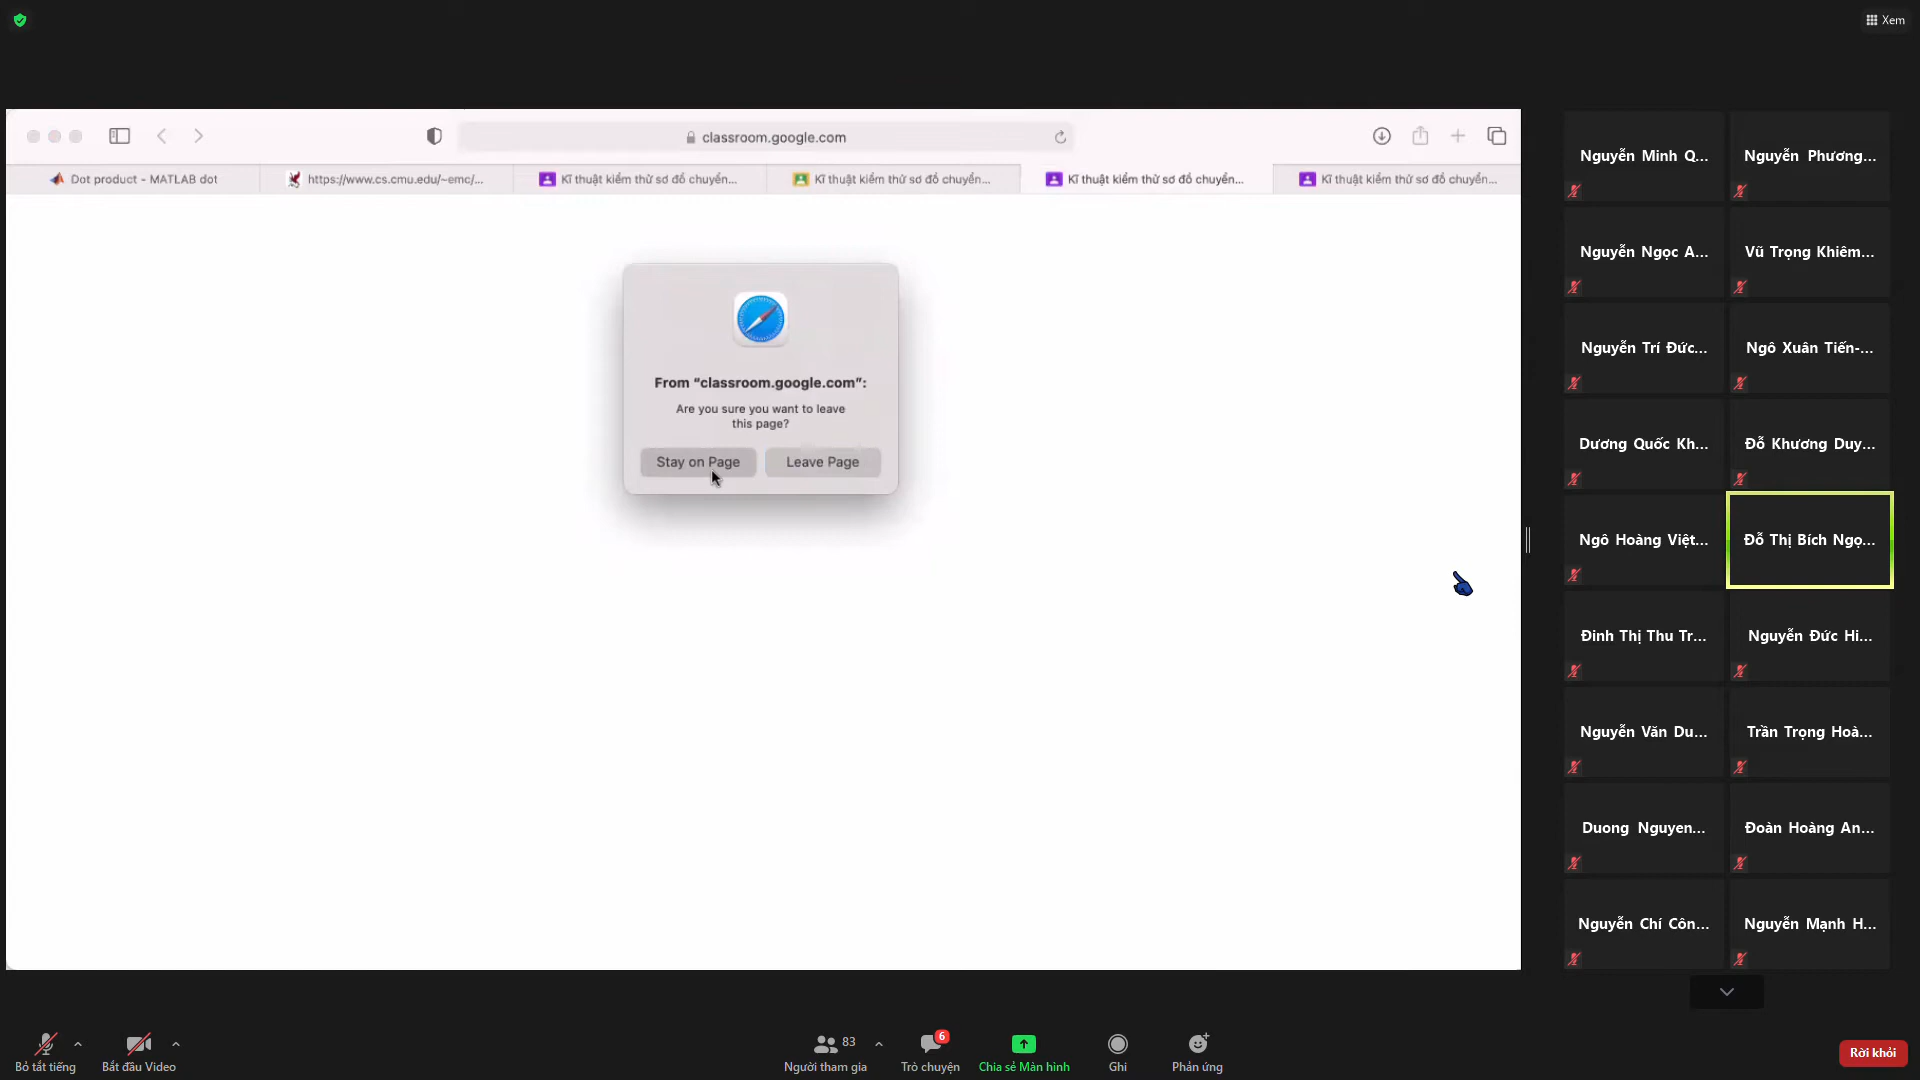 Xem
classroom.google.com
Dot product - MATLAB dot
https://www.cs.cmu.edu/~emc/...
Kĩ thuật kiểm thử sơ đồ chuyển...
Kĩ thuật kiểm thử sơ đồ chuyển...
Kĩ thuật kiểm thử sơ đồ chuyển...
Kĩ thuật kiểm thử sơ đồ chuyển...
From “classroom.google.com”:
Are you sure you want to leave
this page?
Stay on Page
Leave Page
Nguyễn Minh Q...
Nguyễn Phương...
Nguyễn Ngọc A...
Vũ Trọng Khiêm...
Nguyễn Trí Đức...
Ngô Xuân Tiến-...
Dương Quốc Kh...
Đỗ Khương Duy...
Ngô Hoàng Việt...
Đỗ Thị Bích Ngọ...
Đinh Thị Thu Tr...
Nguyễn Đức Hi...
Nguyễn Văn Du...
Trần Trọng Hoà...
Duong Nguyen...
Đoàn Hoàng An...
Nguyễn Chí Côn...
Nguyễn Mạnh H...
Bỏ tắt tiếng
Bắt đầu Video
83
Người tham gia
6
Trò chuyện
Chia sẻ Màn hình
Ghi
Phản ứng
Rời khỏi